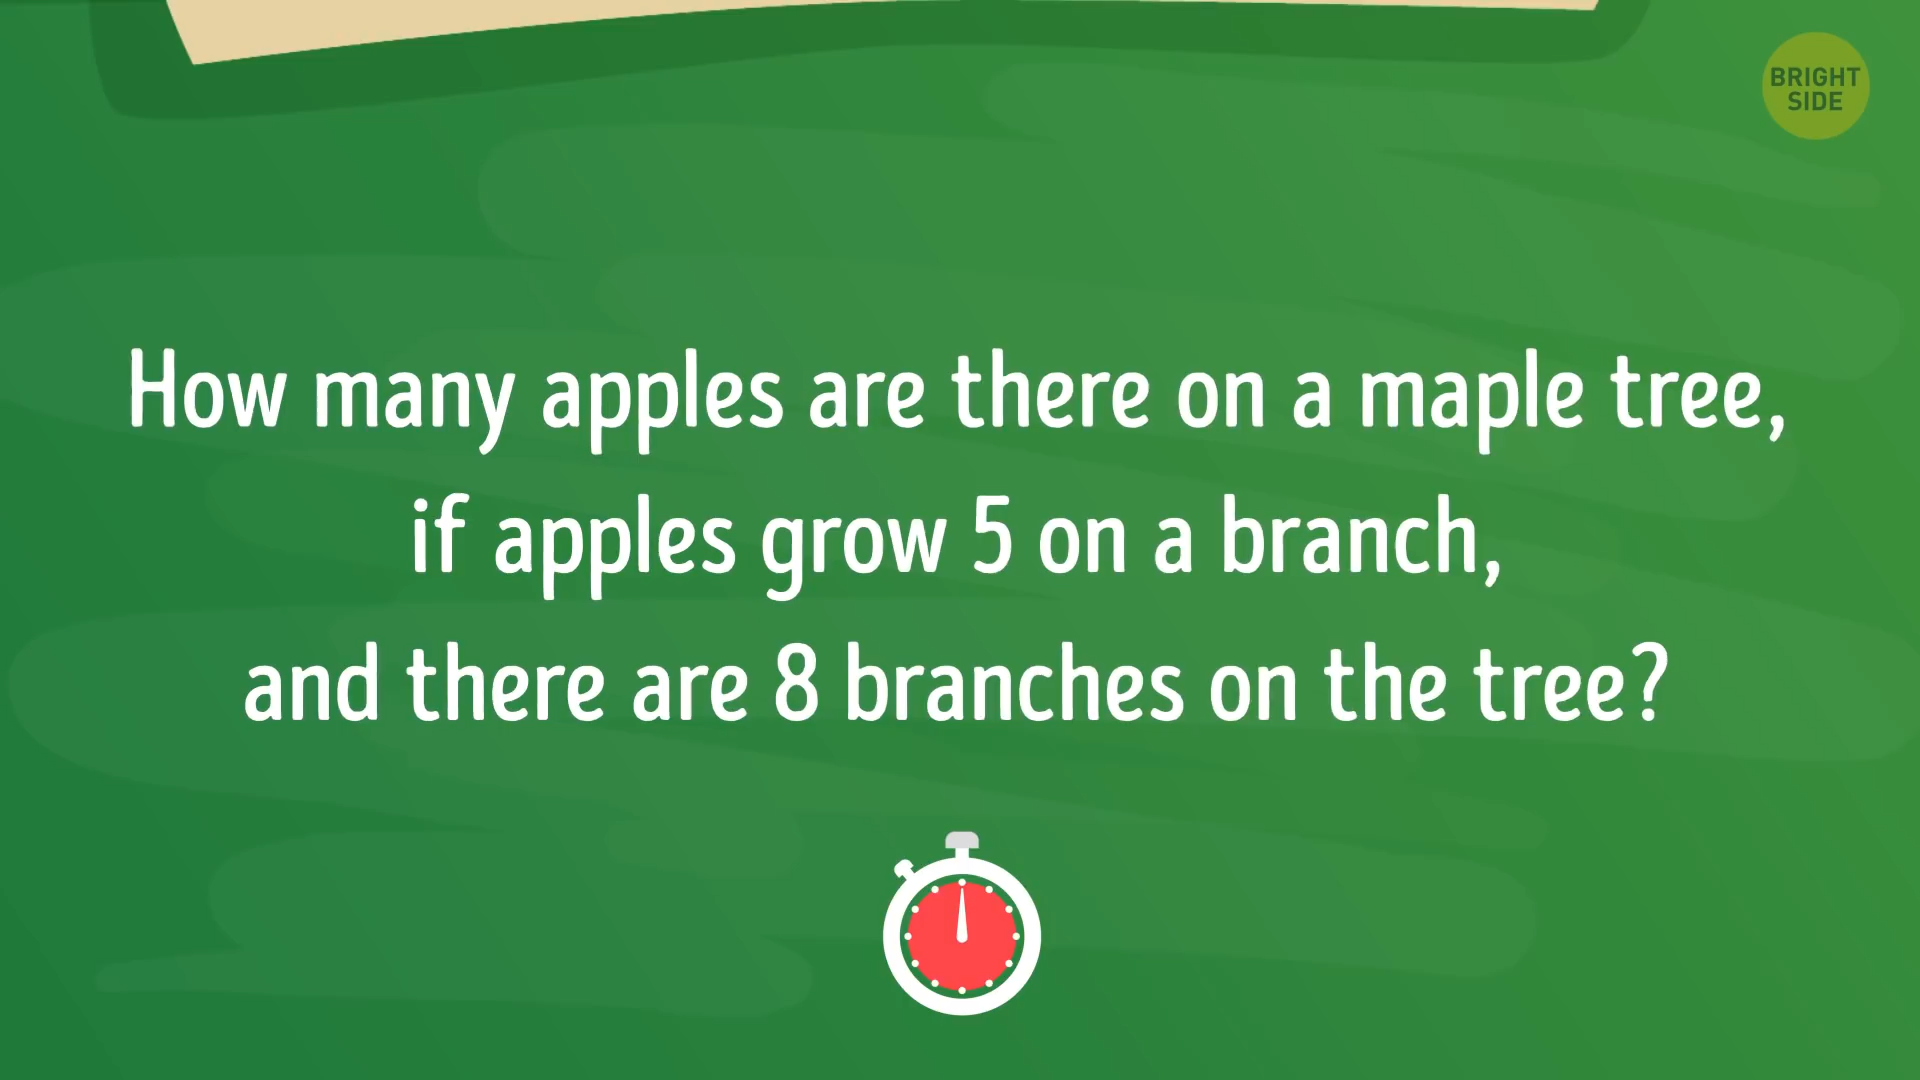 BRIGHT
SIDE
How many apples are there on a maple tree,
if apples grow 5 on a branch,
and there are 8 branches on the tree?